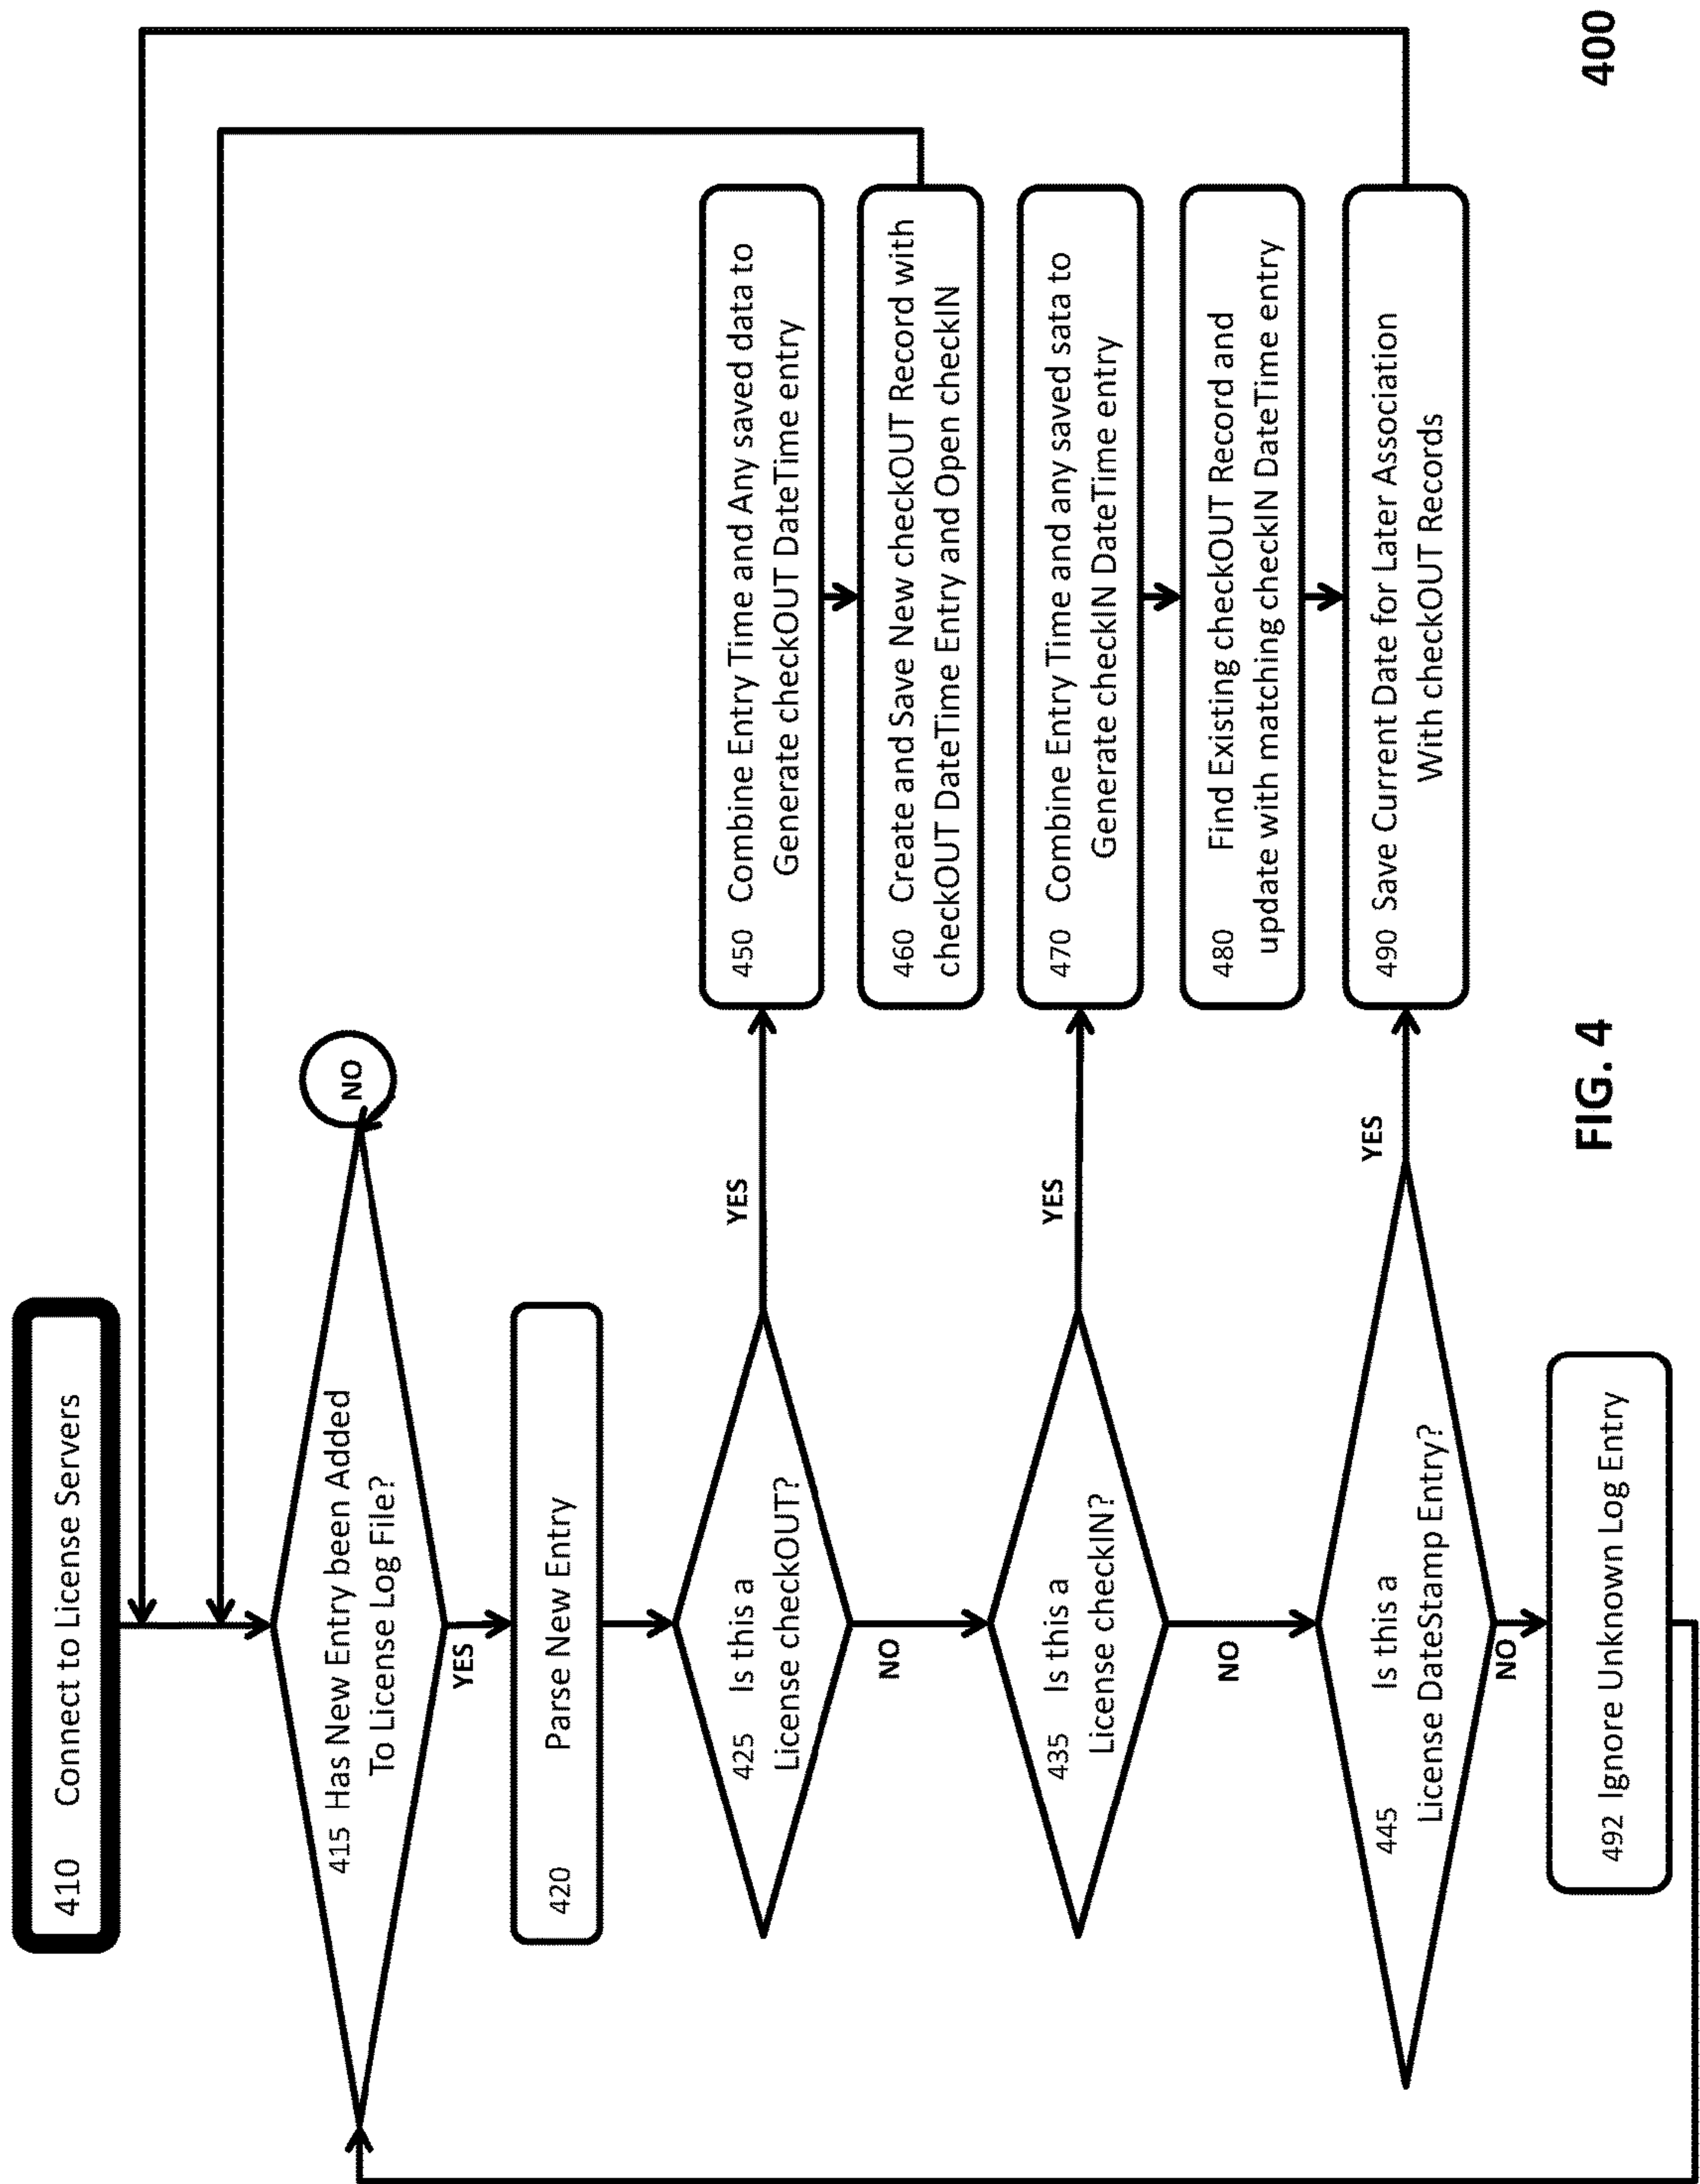 410 Connect to License Servers
415 Has New Entry been Added
To License Log File?
NO
YES
420 Parse New Entry
425 Is this a
License checkOUT?
YES
NO
450 Combine Entry Time and Any saved data to
Generate checkOUT DateTime entry
460 Create and Save New checkOUT Record with
checkOUT DateTime Entry and Open checkIN
435 Is this a
License checkIN?
YES
NO
470 Combine Entry Time and any saved sata to
Generate checkIN DateTime entry
480 Find Existing checkOUT Record and
update with matching checkIN DateTime entry
445 Is this a
License DateStamp Entry?
YES
NO
490 Save Current Date for Later Association
With checkOUT Records
492 Ignore Unknown Log Entry
FIG. 4
400